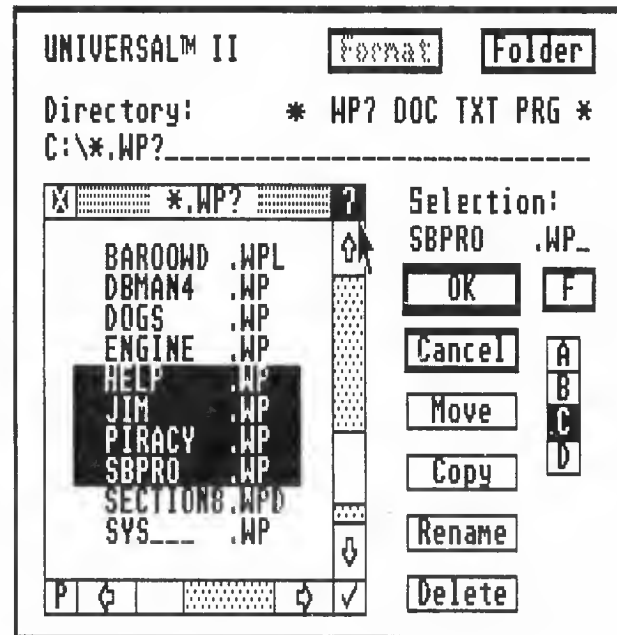 UNIVERSAL™ II Format Folder
Directory: * WP? DOC TXT PRG *
C:\*.WP?_
*.WP? ?
BAROOWD .WPL
DBMAN4 .WP
DOGS .WP
ENGINE .WP
HELP .WP
JIM .WP
PIRACY .WP
SBPRO .WP
SECTION8.WPD
SYS___ .WP
P
Selection:
SBPRO .WP_
OK F
Cancel
Move
Copy
Rename
Delete
A
B
C
D